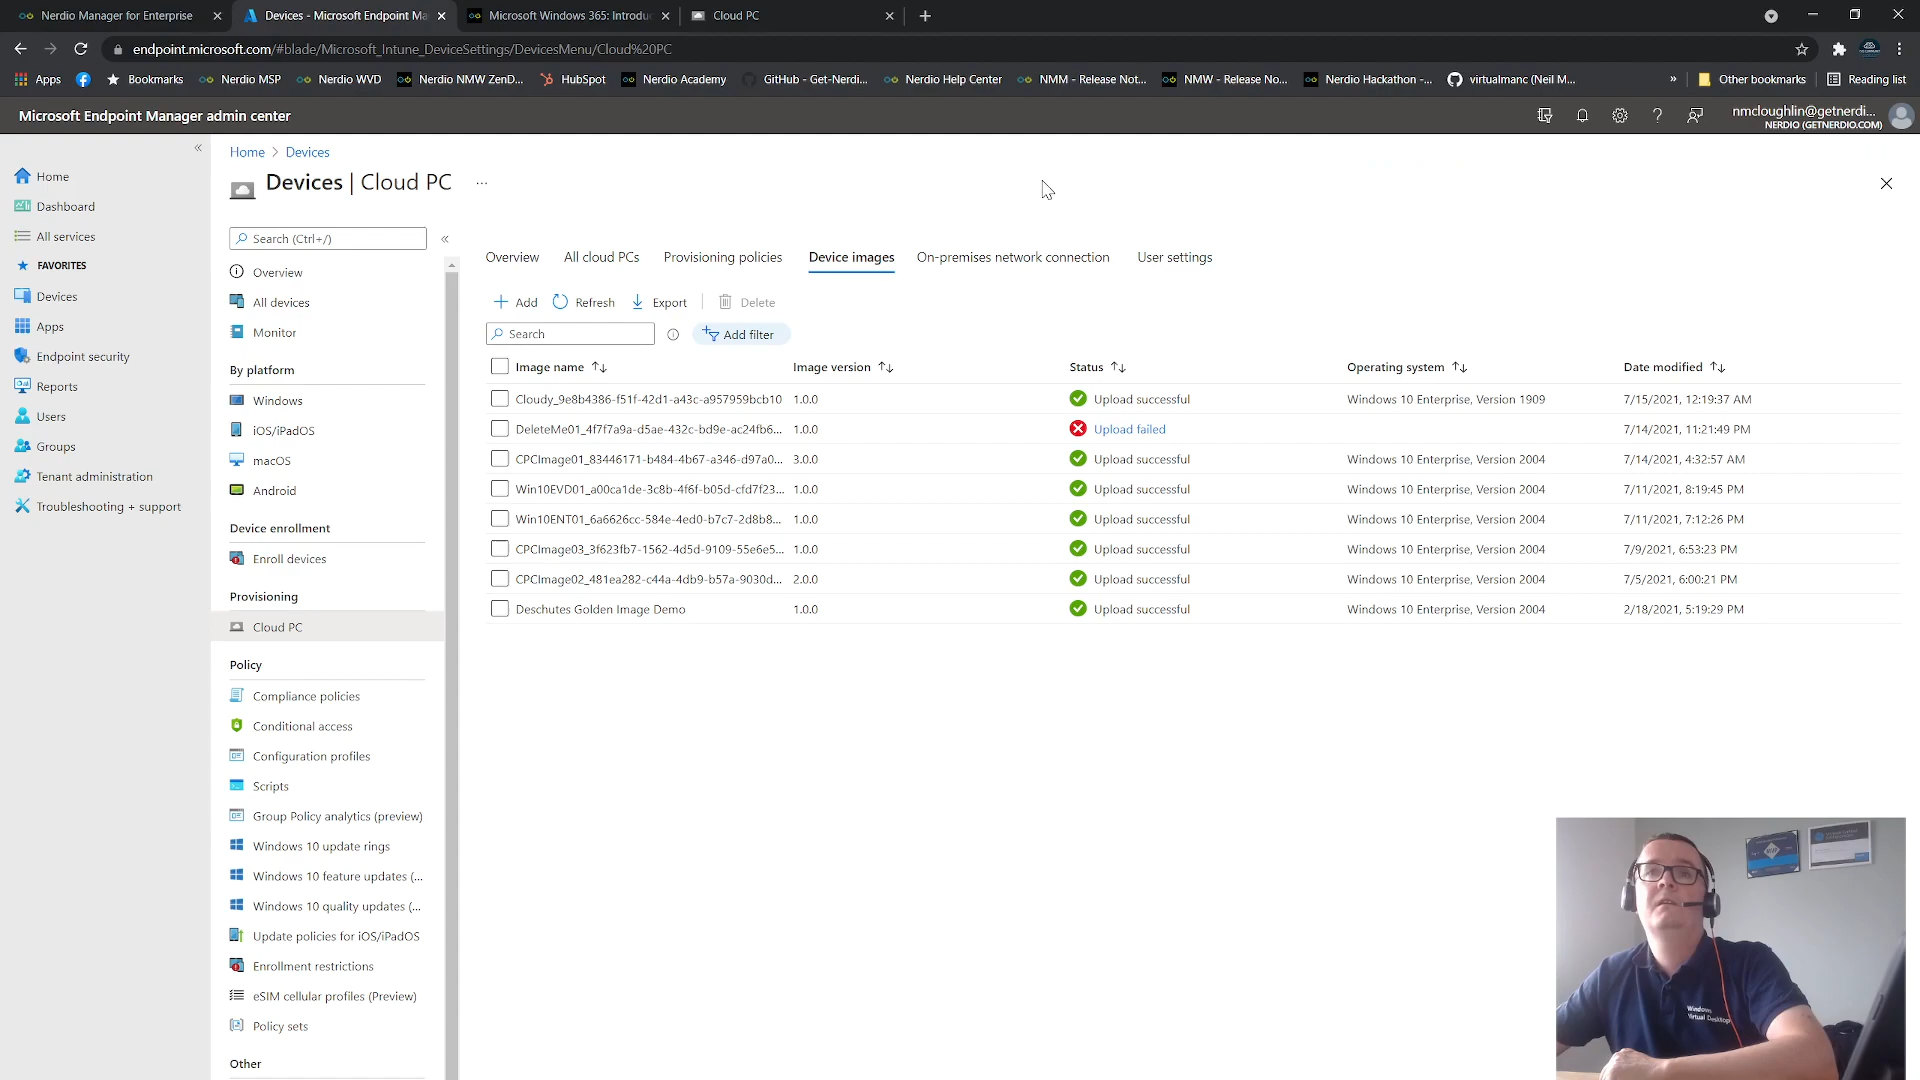 Nerdio Manager for Enterprise
Devices - Microsoft Endpoint Ma
Microsoft Windows 365: Introduc
Cloud PC
endpoint.microsoft.com/#blade/Microsoft_Intune_DeviceSettings/DevicesMenu/Cloud%20PC
Apps
Bookmarks
Nerdio MSP
Nerdio WVD
Nerdio NMW ZenD...
HubSpot
Nerdio Academy
GitHub - Get-Nerdi...
Nerdio Help Center
NMM - Release Not...
NMW - Release No...
Nerdio Hackathon -...
virtualmanc (Neil M...
»
Other bookmarks
Reading list
Microsoft Endpoint Manager admin center
nmcloughlin@getnerdi...
NERDIO (GETNERDIO.COM)
Home > Devices
Devices | Cloud PC
...
Home
Dashboard
All services
FAVORITES
Devices
Apps
Endpoint security
Reports
Users
Groups
Tenant administration
Troubleshooting + support
Search (Ctrl+/)
Overview
All devices
Monitor
By platform
Windows
iOS/iPadOS
macOS
Android
Device enrollment
Enroll devices
Provisioning
Cloud PC
Policy
Compliance policies
Conditional access
Configuration profiles
Scripts
Group Policy analytics (preview)
Windows 10 update rings
Windows 10 feature updates (...
Windows 10 quality updates (...
Update policies for iOS/iPadOS
Enrollment restrictions
eSIM cellular profiles (Preview)
Policy sets
Other
Overview
All cloud PCs
Provisioning policies
Device images
On-premises network connection
User settings
Add
Refresh
Export
Delete
Search
Add filter
Image name
Image version
Status
Operating system
Date modified
Cloudy_9e8b4386-f51f-42d1-a43c-a957959bcb10 1.0.0 Upload successful Windows 10 Enterprise, Version 1909 7/15/2021, 12:19:37 AM
DeleteMe01_4f7f7a9a-d5ae-432c-bd9e-ac24fb6... 1.0.0 Upload failed 7/14/2021, 11:21:49 PM
CPCImage01_83446171-b484-4b67-a346-d97a0... 3.0.0 Upload successful Windows 10 Enterprise, Version 2004 7/14/2021, 4:32:57 AM
Win10EVD01_a00ca1de-3c8b-4f6f-b05d-cfd7f23... 1.0.0 Upload successful Windows 10 Enterprise, Version 2004 7/11/2021, 8:19:45 PM
Win10ENT01_6a6626cc-584e-4ed0-b7c7-2d8b8... 1.0.0 Upload successful Windows 10 Enterprise, Version 2004 7/11/2021, 7:12:26 PM
CPCImage03_3f623fb7-1562-4d5d-9109-55e6e5... 1.0.0 Upload successful Windows 10 Enterprise, Version 2004 7/9/2021, 6:53:23 PM
CPCImage02_481ea282-c44a-4db9-b57a-9030d... 2.0.0 Upload successful Windows 10 Enterprise, Version 2004 7/5/2021, 6:00:21 PM
Deschutes Golden Image Demo 1.0.0 Upload successful Windows 10 Enterprise, Version 2004 2/18/2021, 5:19:29 PM
Windows
Virtual Desktop